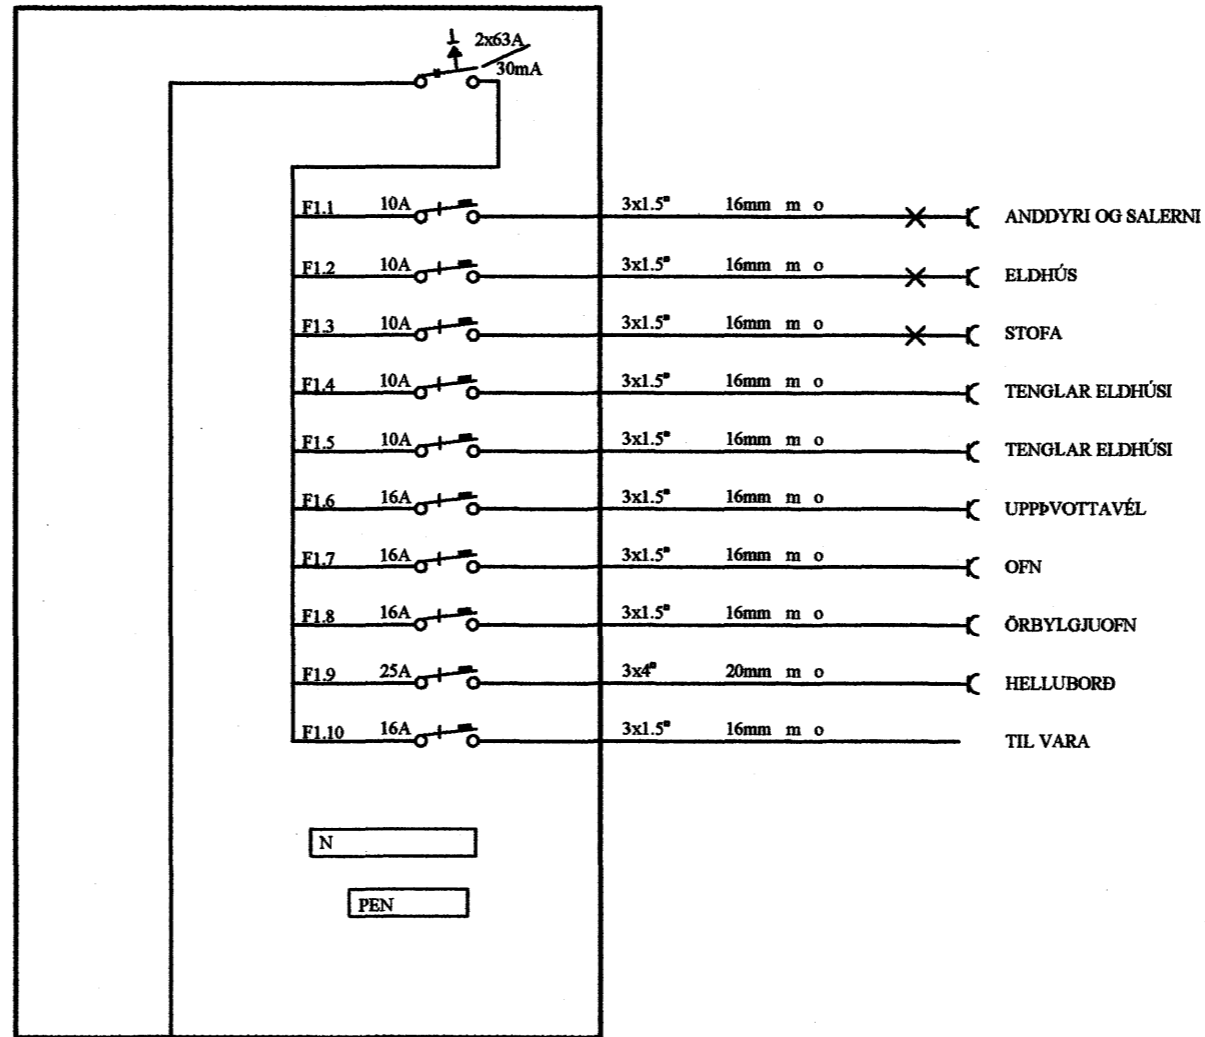 2x63A
30mA
F1.1 10A 3x1.5▫ 16mm m o ANDDYRI OG SALERNI
F1.2 10A 3x1.5▫ 16mm m o ELDHÚS
F1.3 10A 3x1.5▫ 16mm m o STOFA
F1.4 10A 3x1.5▫ 16mm m o TENGLAR ELDHÚSI
F1.5 10A 3x1.5▫ 16mm m o TENGLAR ELDHÚSI
F1.6 16A 3x1.5▫ 16mm m o UPPÞVOTTAVÉL
F1.7 16A 3x1.5▫ 16mm m o OFN
F1.8 16A 3x1.5▫ 16mm m o ÖRBYLGJUOFN
F1.9 25A 3x4▫ 20mm m o HELLUBORÐ
F1.10 16A 3x1.5▫ 16mm m o TIL VARA
N
PEN